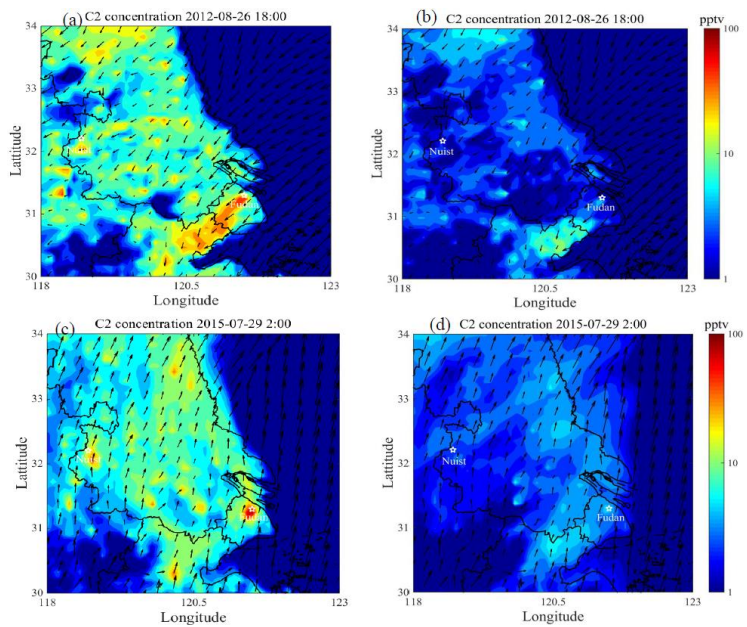 (a) C2 concentration 2012-08-26 18:00
34
33
32
31
30
118 120.5 123
Lattitude
Longitude
(b) C2 concentration 2012-08-26 18:00
pptv
34
33
32
31
30
118 120.5 123
Lattitude
Longitude
Nuist
Fudan
100
10
1
(c) C2 concentration 2015-07-29 2:00
34
33
32
31
30
118 120.5 123
Lattitude
Longitude
(d) C2 concentration 2015-07-29 2:00
pptv
34
33
32
31
30
118 120.5 123
Lattitude
Longitude
Nuist
Fudan
100
10
1